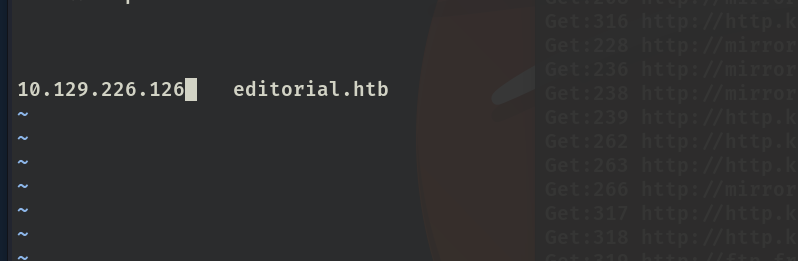 10.129.226.126 editorial.htb
~
~
~
~
~
~
~
Get:316 http://http.k
Get:228 http://mirror
Get:236 http://mirror
Get:238 http://mirror
Get:239 http://http.k
Get:262 http://http.k
Get:263 http://http.k
Get:266 http://mirror
Get:317 http://http.k
Get:318 http://http.k